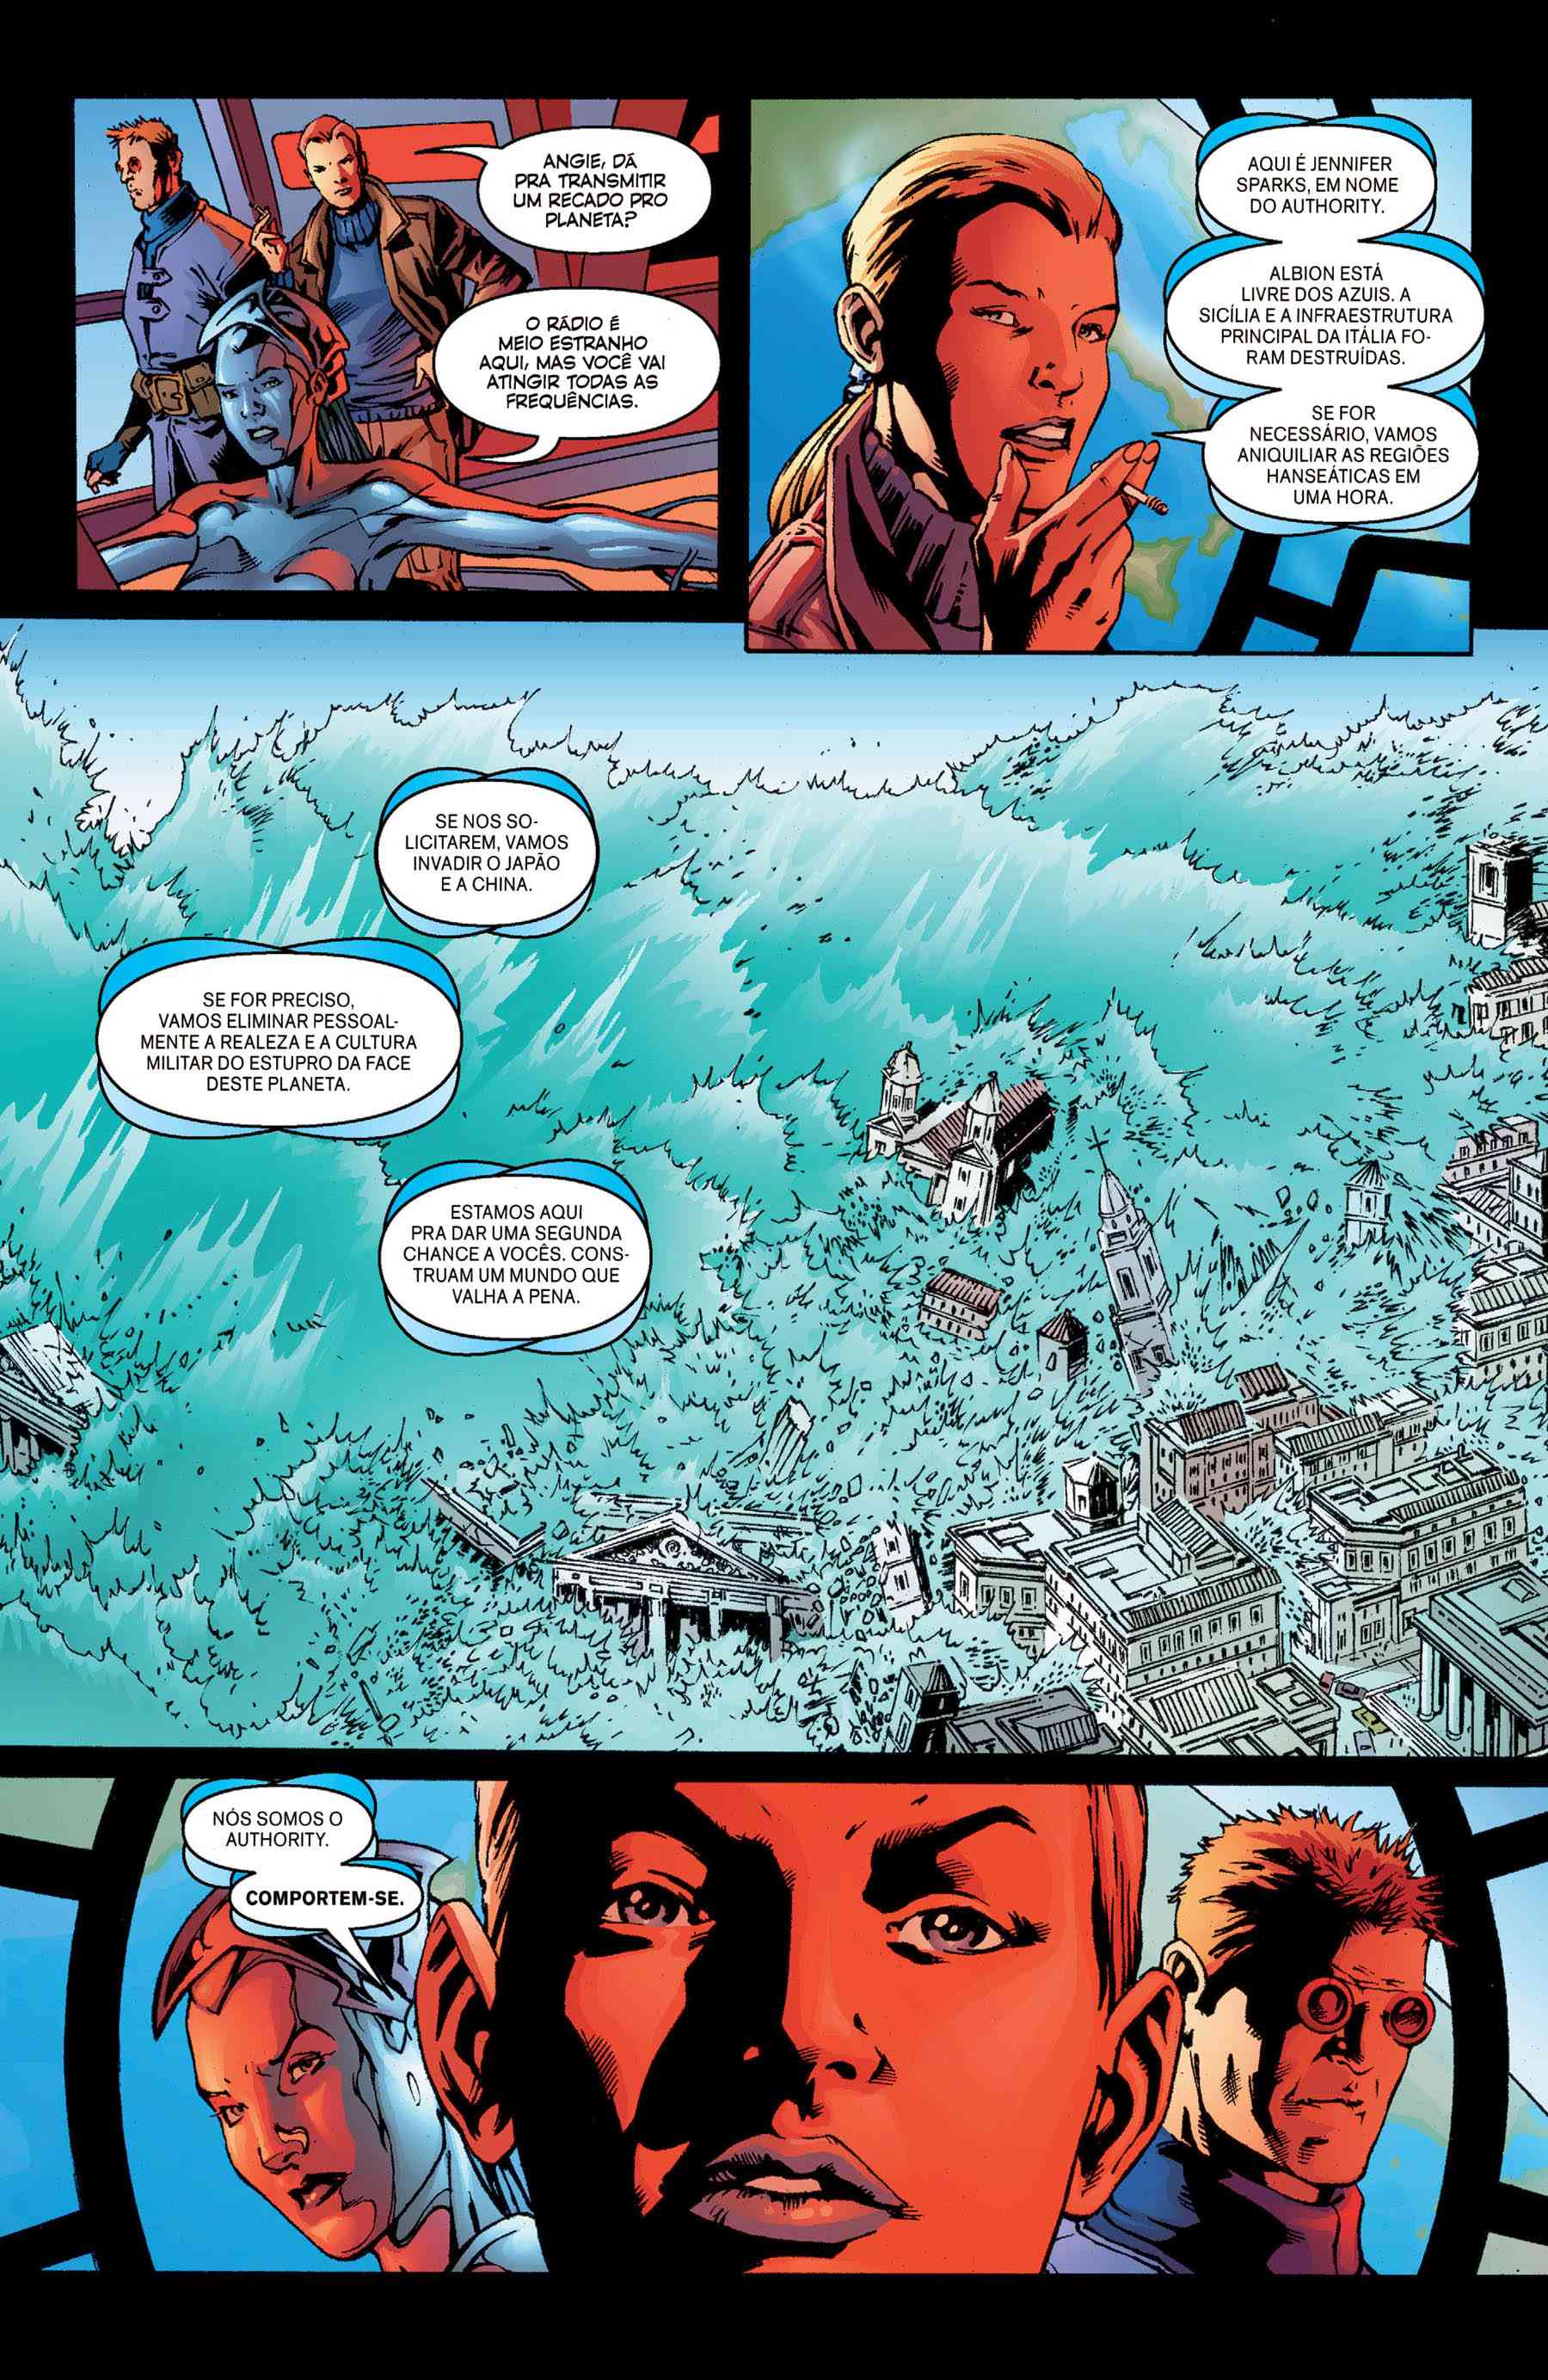 ANGIE, DÁ
PRA TRANSMITIR
UM RECADO PRO
PLANETA?
O RÁDIO É
MEIO ESTRANHO
AQUI, MAS VOCÊ VAI
ATINGIR TODAS AS
FREQUÊNCIAS.
AQUI É JENNIFER
SPARKS, EM NOME
DO AUTHORITY.
ALBION ESTÁ
LIVRE DOS AZUIS. A
SICÍLIA E A INFRAESTRUTURA
PRINCIPAL DA ITÁLIA FO-
RAM DESTRUÍDAS.
SE FOR
NECESSÁRIO, VAMOS
ANIQUILIAR AS REGIÕES
HANSEÁTICAS EM
UMA HORA.
SE NOS SO-
LICITAREM, VAMOS
INVADIR O JAPÃO
E A CHINA.
SE FOR PRECISO,
VAMOS ELIMINAR PESSOAL-
MENTE A REALEZA E A CULTURA
MILITAR DO ESTUPRO DA FACE
DESTE PLANETA.
ESTAMOS AQUI
PRA DAR UMA SEGUNDA
CHANCE A VOCÊS. CONS-
TRUAM UM MUNDO QUE
VALHA A PENA.
NÓS SOMOS O
AUTHORITY.
COMPORTEM-SE.